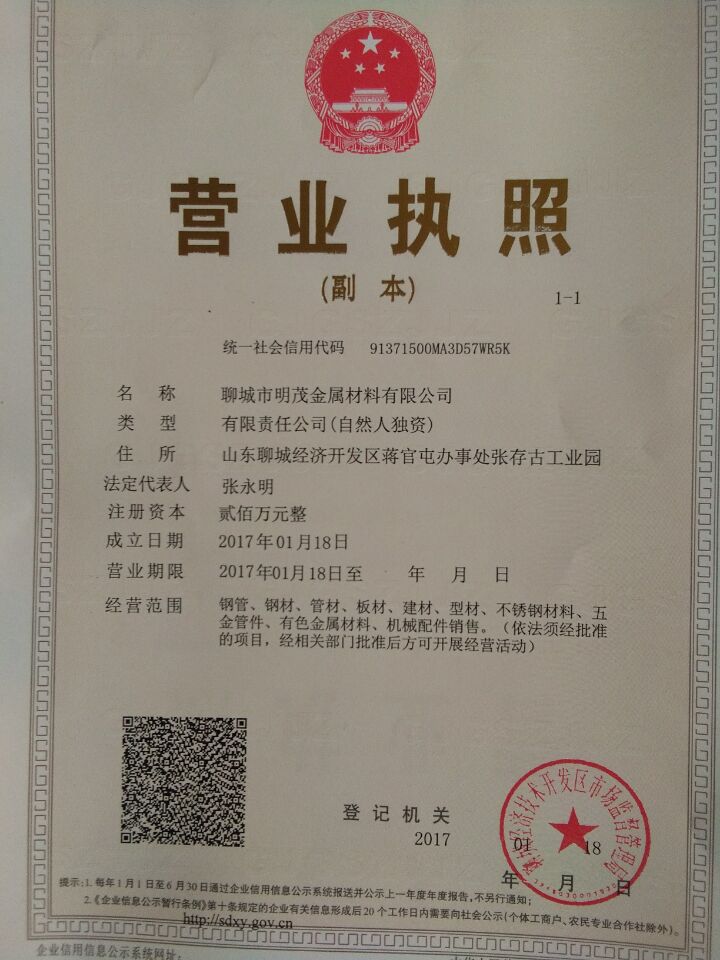 营业执照
(副 本)
1-1
统一社会信用代码 91371500MA3D57WR5K
名 称 聊城市明茂金属材料有限公司
类 型 有限责任公司(自然人独资)
住 所 山东聊城经济开发区蒋官屯办事处张存古工业园
法定代表人 张永明
注册资本 贰佰万元整
成立日期 2017年01月18日
营业期限 2017年01月18日至 年 月 日
经营范围 钢管、钢材、管材、板材、建材、型材、不锈钢材料、五
金管件、有色金属材料、机械配件销售。(依法须经批准
的项目,经相关部门批准后方可开展经营活动)
登记机关
2017 01 18
年 月 日
提示:1.每年1月1日至6月30日通过企业信用信息公示系统报送并公示上一年度年度报告,不另行通知;
2.《企业信息公示暂行条例》第十条规定的企业有关信息形成后20个工作日内需要向社会公示(个体工商户、农民专业合作社除外)。
http://sdxy.gov.cn
企业信用信息公示系统网址: